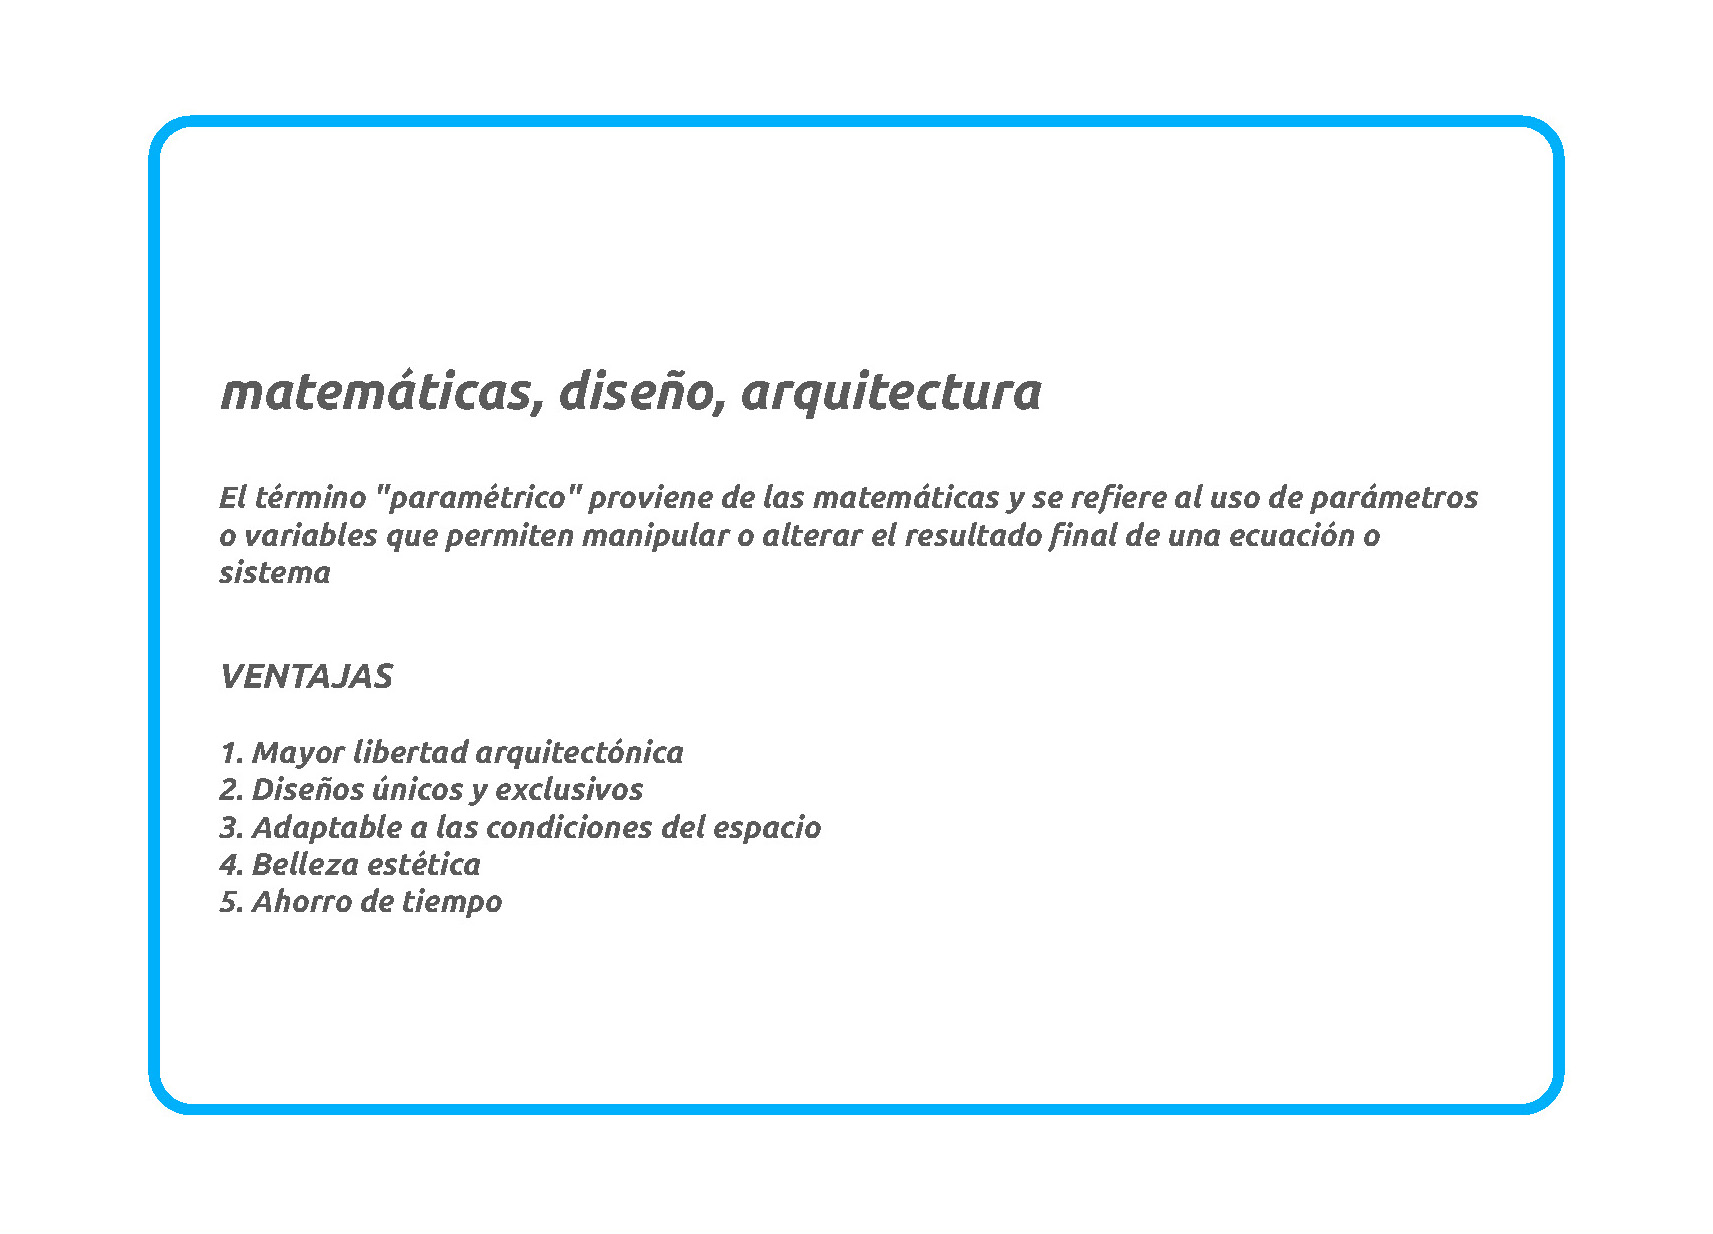 matemáticas, diseño, arquitectura
El término "paramétrico" proviene de las matemáticas y se refiere al uso de parámetros
o variables que permiten manipular o alterar el resultado final de una ecuación o
sistema
VENTAJAS
1. Mayor libertad arquitectónica
2. Diseños únicos y exclusivos
3. Adaptable a las condiciones del espacio
4. Belleza estética
5. Ahorro de tiempo